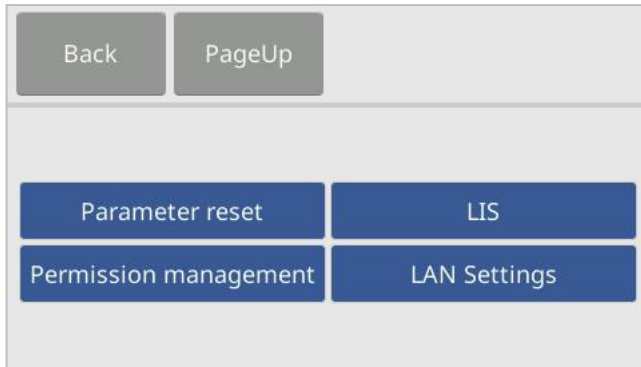 Back PageUp
Parameter reset LIS
Permission management LAN Settings